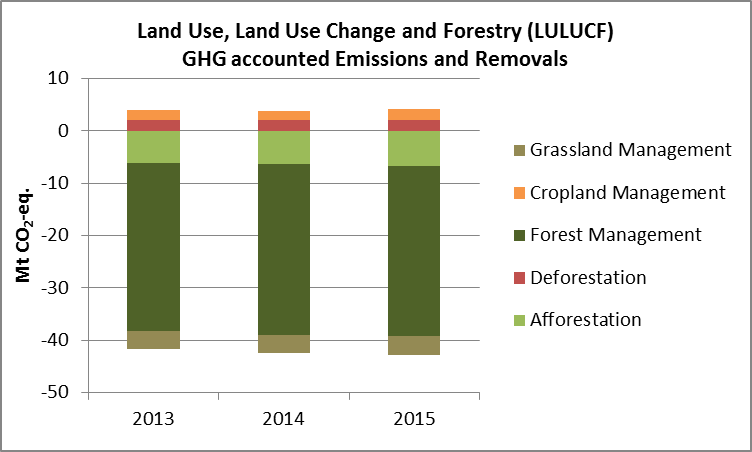 Land Use, Land Use Change and Forestry (LULUCF)
GHG accounted Emissions and Removals
Mt CO₂-eq.
10
0
-10
-20
-30
-40
-50
2013 2014 2015
Grassland Management
Cropland Management
Forest Management
Deforestation
Afforestation